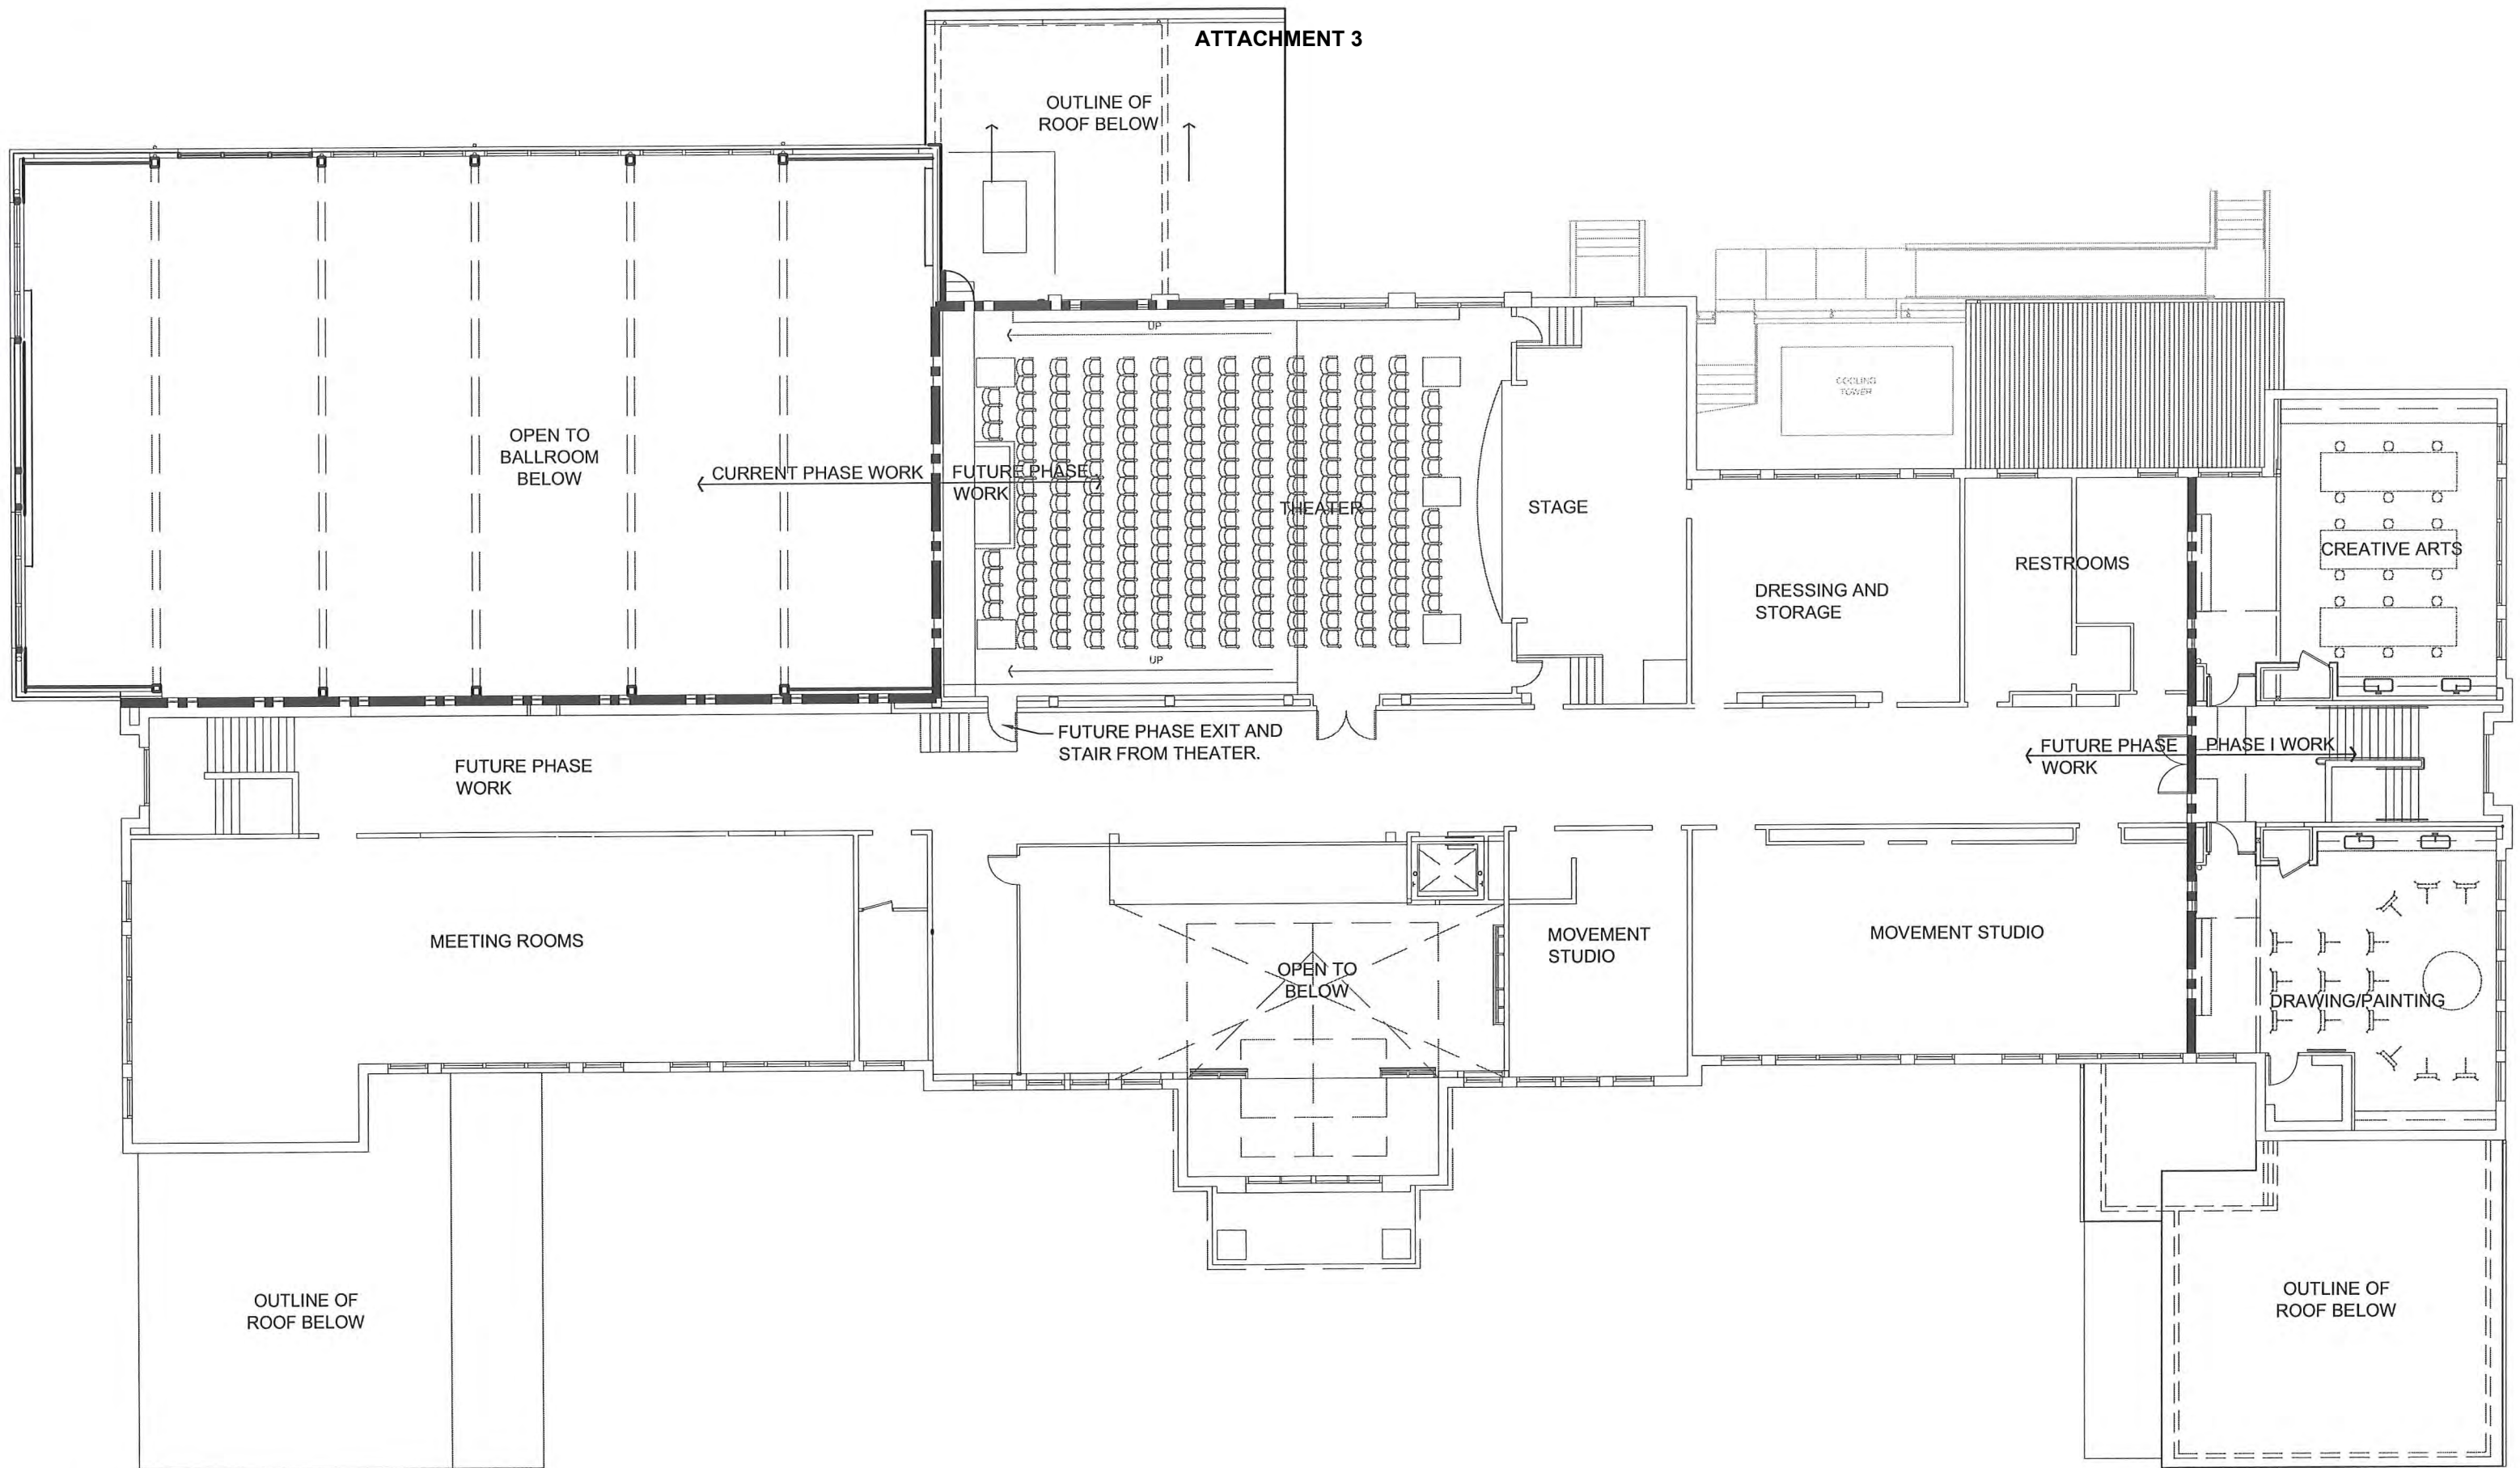 ATTACHMENT 3
OUTLINE OF
ROOF BELOW
UP
COOLING
TOWER
OPEN TO
BALLROOM
BELOW
CURRENT PHASE WORK
FUTURE PHASE
WORK
THEATER
STAGE
DRESSING AND
STORAGE
RESTROOMS
CREATIVE ARTS
UP
FUTURE PHASE EXIT AND
STAIR FROM THEATER.
FUTURE PHASE
WORK
FUTURE PHASE
WORK
PHASE I WORK
MEETING ROOMS
OPEN TO
BELOW
MOVEMENT
STUDIO
MOVEMENT STUDIO
DRAWING/PAINTING
OUTLINE OF
ROOF BELOW
OUTLINE OF
ROOF BELOW